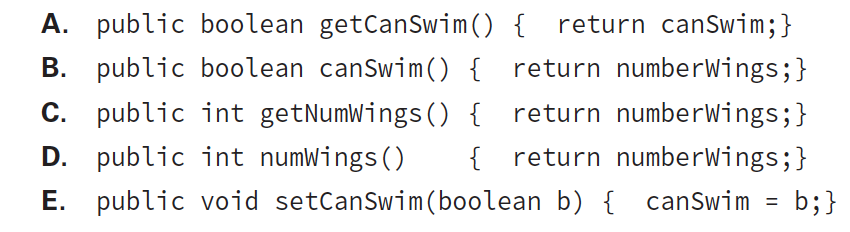 A. public boolean getCanSwim() { return canSwim;}
B. public boolean canSwim() { return numberWings;}
C. public int getNumWings() { return numberWings;}
D. public int numWings() { return numberWings;}
E. public void setCanSwim(boolean b) { canSwim = b;}